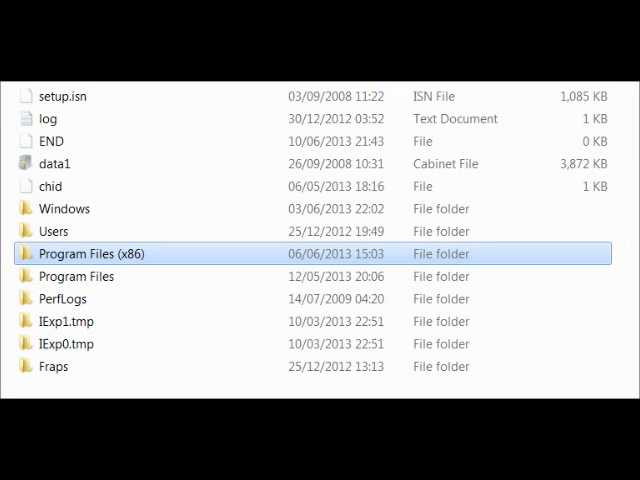 setup.isn 03/09/2008 11:22 ISN File 1,085 KB
log 30/12/2012 03:52 Text Document 1 KB
END 10/06/2013 21:43 File 0 KB
data1 26/09/2008 10:31 Cabinet File 3,872 KB
chid 06/05/2013 18:16 File 1 KB
Windows 03/06/2013 22:02 File folder
Users 25/12/2012 19:49 File folder
Program Files (x86) 06/06/2013 15:03 File folder
Program Files 12/05/2013 20:06 File folder
PerfLogs 14/07/2009 04:20 File folder
IExp1.tmp 10/03/2013 22:51 File folder
IExp0.tmp 10/03/2013 22:51 File folder
Fraps 25/12/2012 13:13 File folder